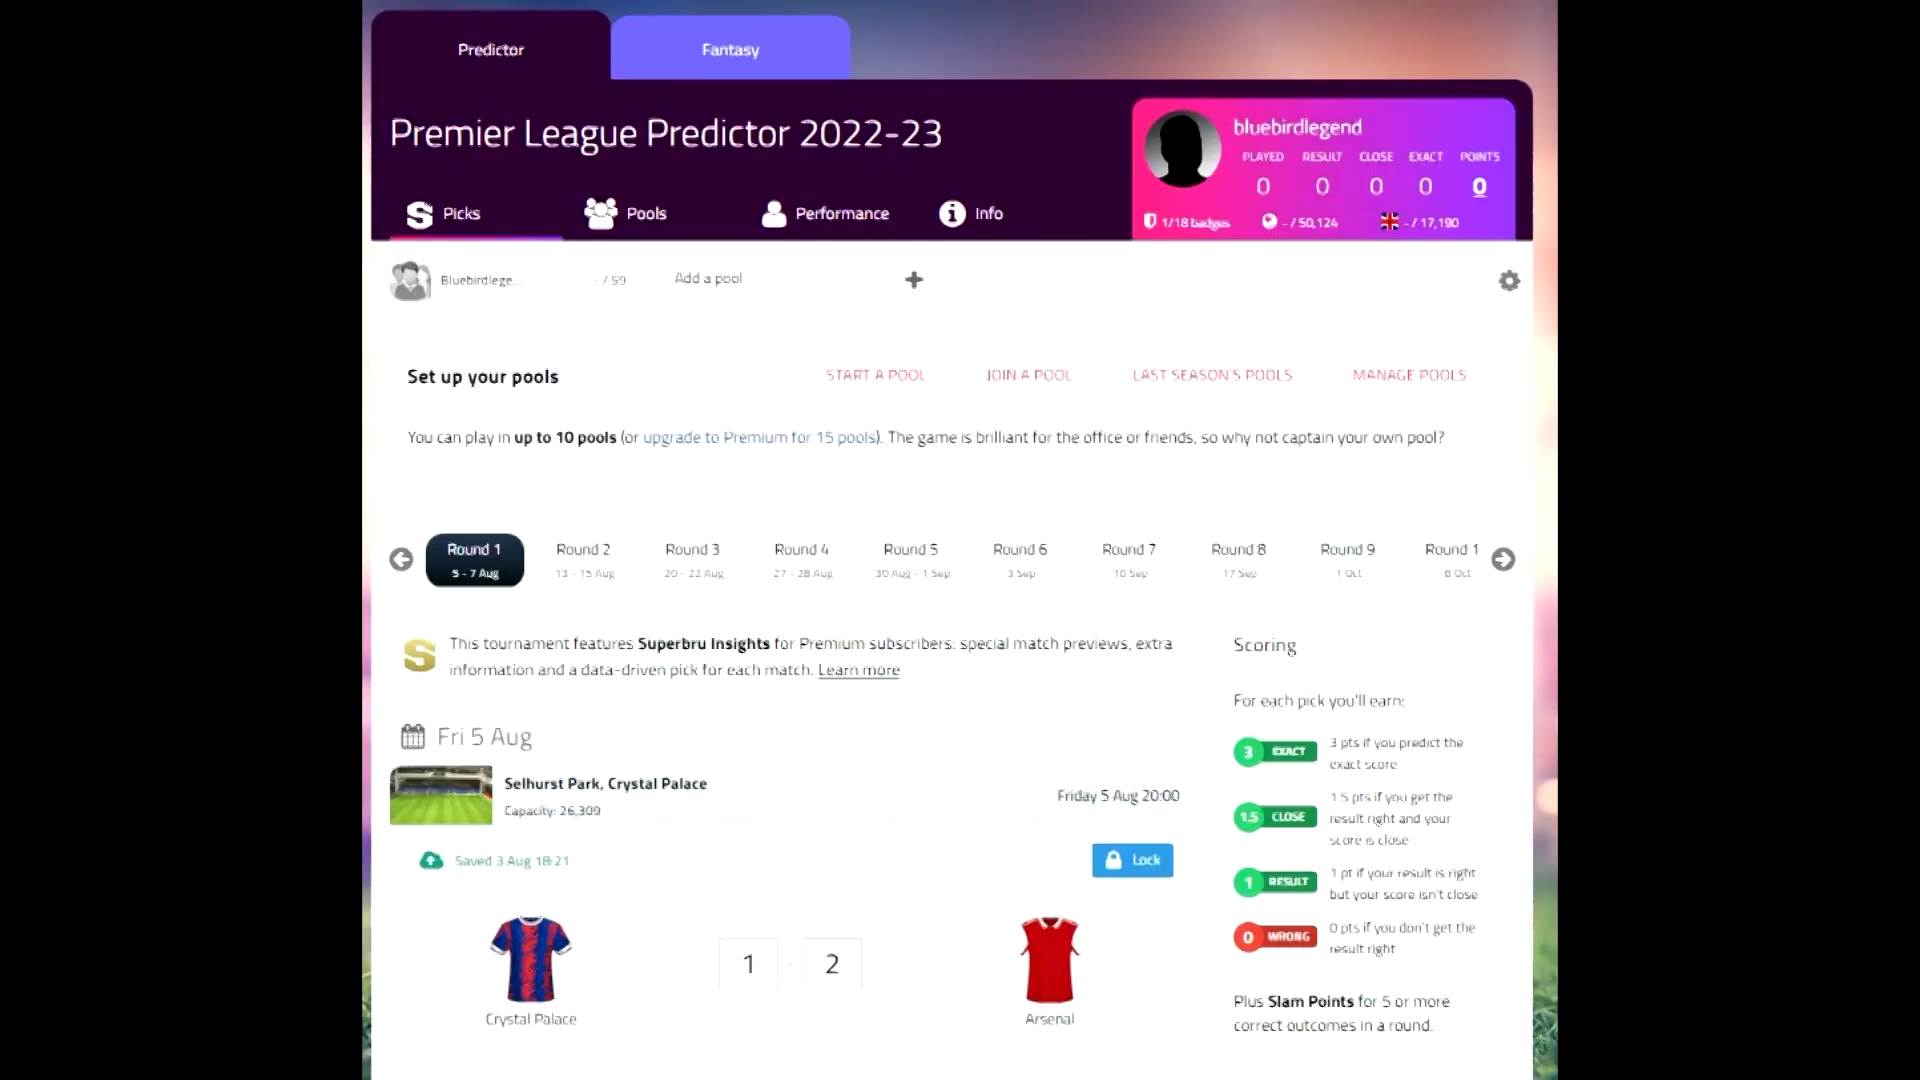 Predictor
Fantasy
Premier League Predictor 2022-23
bluebirdlegend
PLAYED RESULT CLOSE EXACT POINTS
0 0 0 0 0
1/18 badges - / 50,124 - / 17,190
Picks
Pools
Performance
Info
Bluebirdlege...
- / 59
Add a pool
Set up your pools
START A POOL
JOIN A POOL
LAST SEASON'S POOLS
MANAGE POOLS
You can play in up to 10 pools (or upgrade to Premium for 15 pools). The game is brilliant for the office or friends, so why not captain your own pool?
Round 1
5 - 7 Aug
Round 2
13 - 15 Aug
Round 3
20 - 22 Aug
Round 4
27 - 28 Aug
Round 5
30 Aug - 1 Sep
Round 6
3 Sep
Round 7
10 Sep
Round 8
17 Sep
Round 9
1 Oct
Round 1
8 Oct
This tournament features Superbru Insights for Premium subscribers: special match previews, extra
information and a data-driven pick for each match. Learn more
Fri 5 Aug
Selhurst Park, Crystal Palace
Capacity: 26,309
Friday 5 Aug 20:00
Saved 3 Aug 18:21
Lock
1 - 2
Crystal Palace
Arsenal
Scoring
For each pick you'll earn:
3 EXACT
3 pts if you predict the
exact score
1.5 CLOSE
1.5 pts if you get the
result right and your
score is close
1 RESULT
1 pt if your result is right
but your score isn't close
0 WRONG
0 pts if you don't get the
result right
Plus Slam Points for 5 or more
correct outcomes in a round.